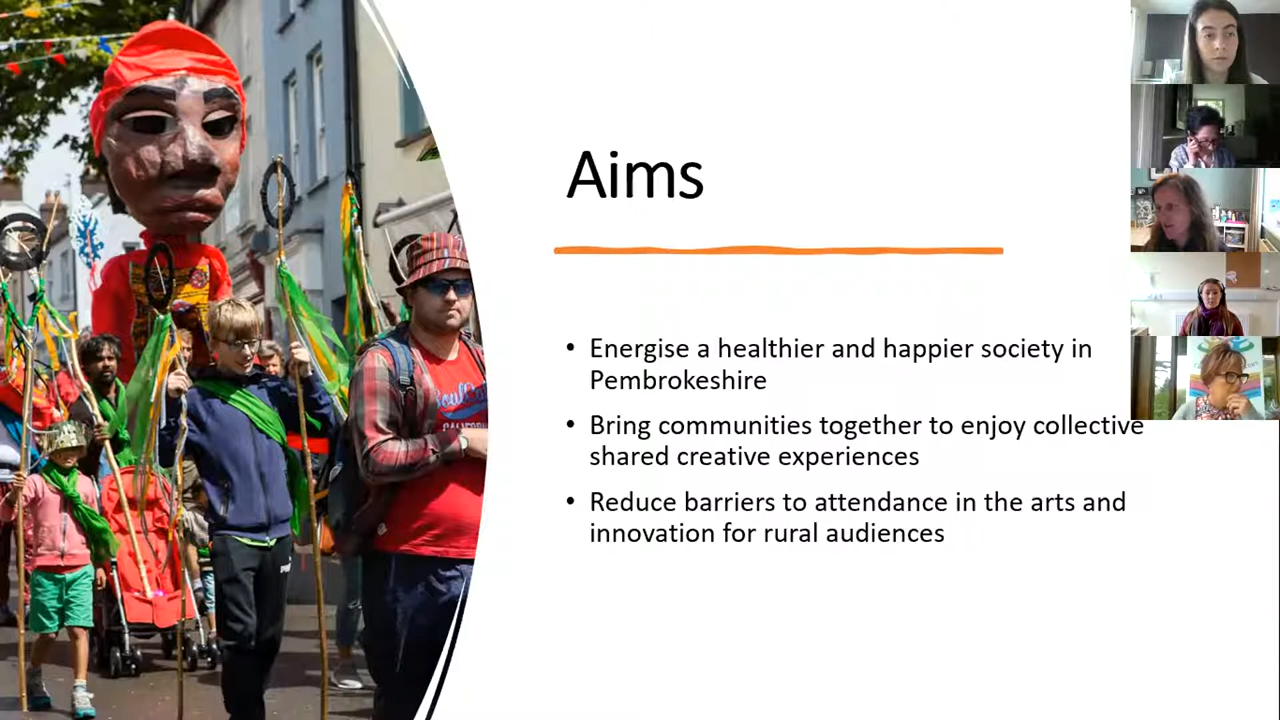 Aims
• Energise a healthier and happier society in
Pembrokeshire
• Bring communities together to enjoy collective
shared creative experiences
• Reduce barriers to attendance in the arts and
innovation for rural audiences